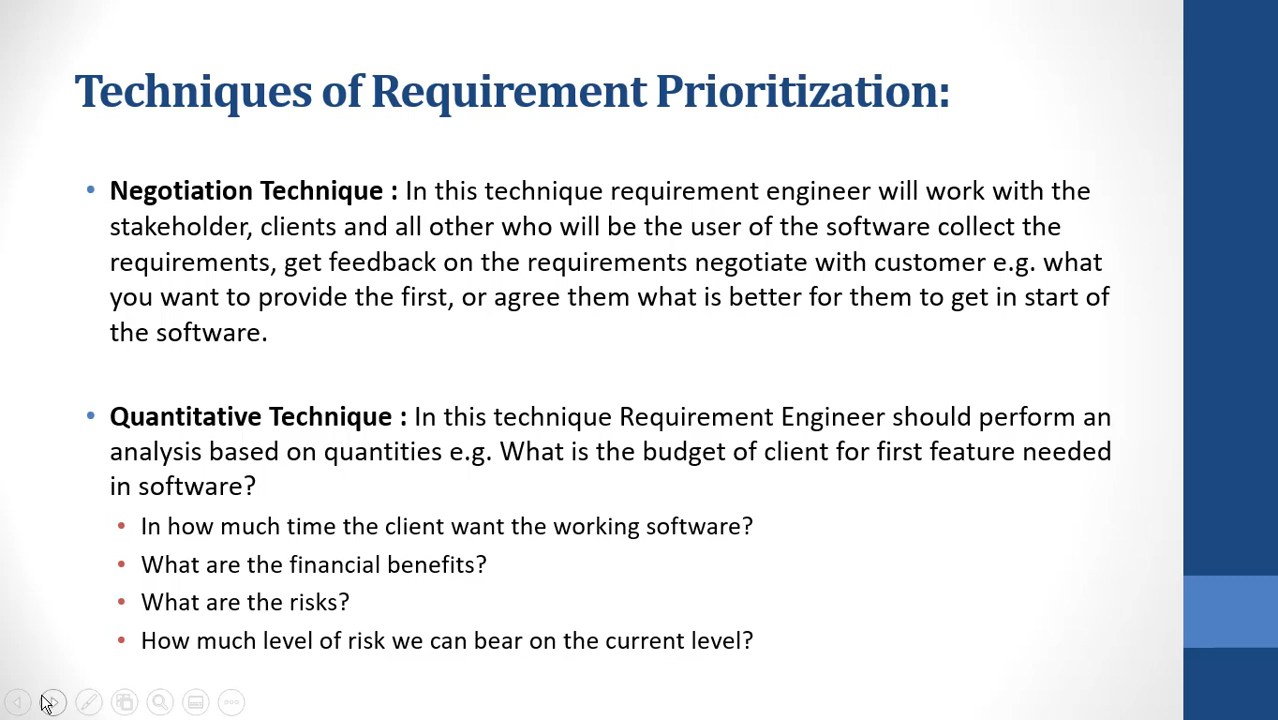 Techniques of Requirement Prioritization:
• Negotiation Technique : In this technique requirement engineer will work with the
stakeholder, clients and all other who will be the user of the software collect the
requirements, get feedback on the requirements negotiate with customer e.g. what
you want to provide the first, or agree them what is better for them to get in start of
the software.
• Quantitative Technique : In this technique Requirement Engineer should perform an
analysis based on quantities e.g. What is the budget of client for first feature needed
in software?
• In how much time the client want the working software?
• What are the financial benefits?
• What are the risks?
• How much level of risk we can bear on the current level?